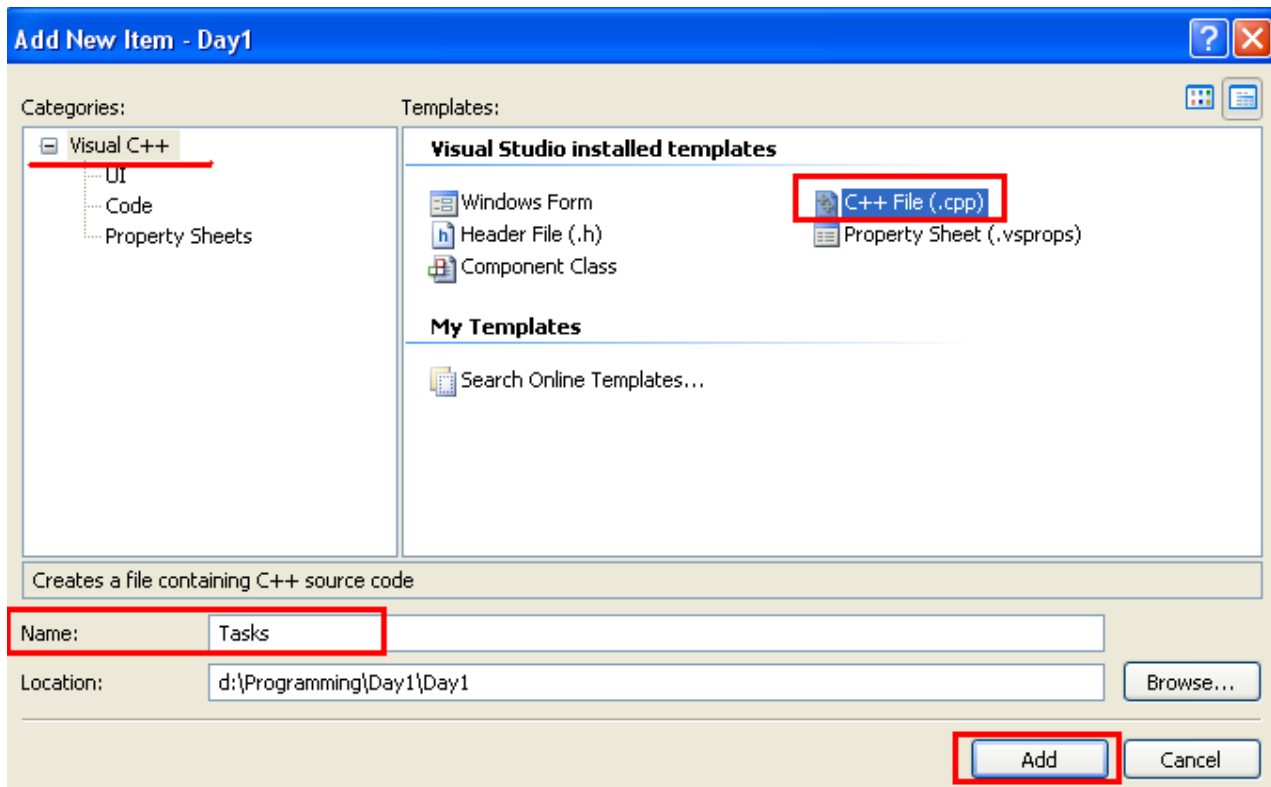 Add New Item - Day1
Categories:
Templates:
Visual C++
UI
Code
Property Sheets
Visual Studio installed templates
Windows Form
C++ File (.cpp)
Header File (.h)
Property Sheet (.vsprops)
Component Class
My Templates
Search Online Templates...
Creates a file containing C++ source code
Name: Tasks
Location: d:\Programming\Day1\Day1 Browse...
Add Cancel